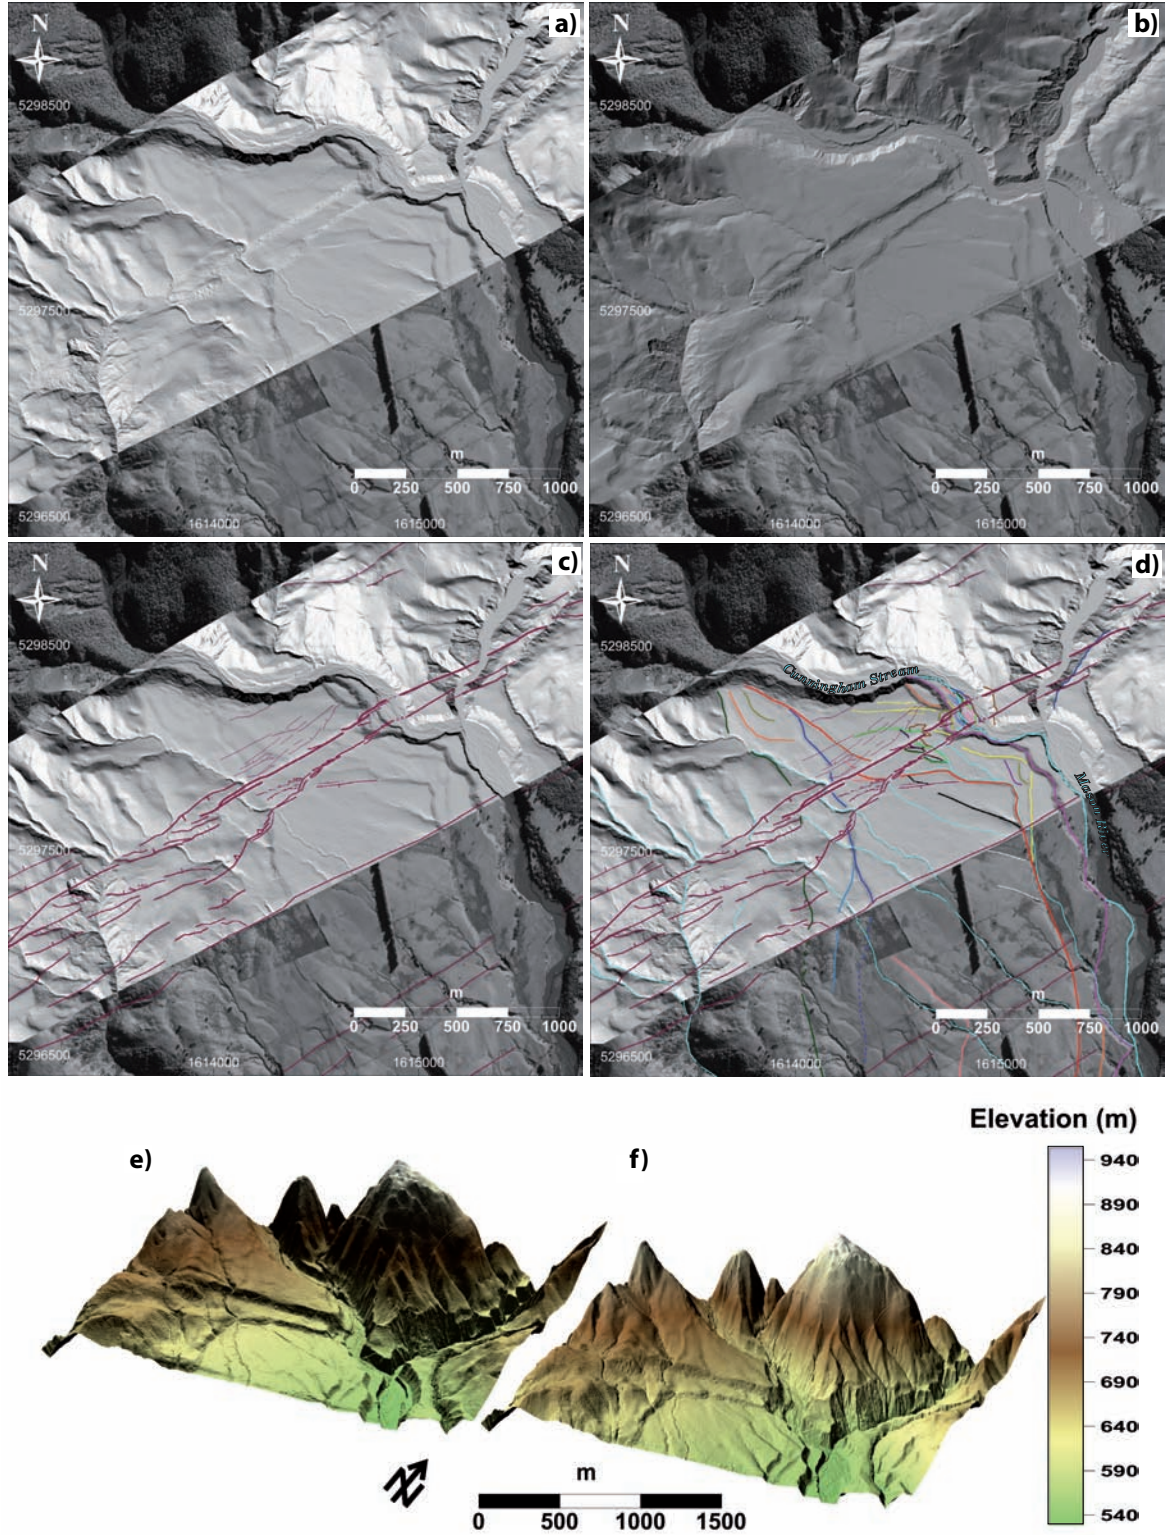 a)
N
5298500
5297500
m
0 250 500 750 1000
5296500
1614000 1615000
b)
N
5298500
5297500
m
0 250 500 750 1000
5296500
1614000 1615000
c)
N
5298500
5297500
m
0 250 500 750 1000
5296500
1614000 1615000
d)
N
5298500
Cunningham Stream
Mason River
5297500
m
0 250 500 750 1000
5296500
1614000 1615000
Elevation (m)
e)
f)
940
890
840
790
740
690
640
590
540
N
m
0 500 1000 1500